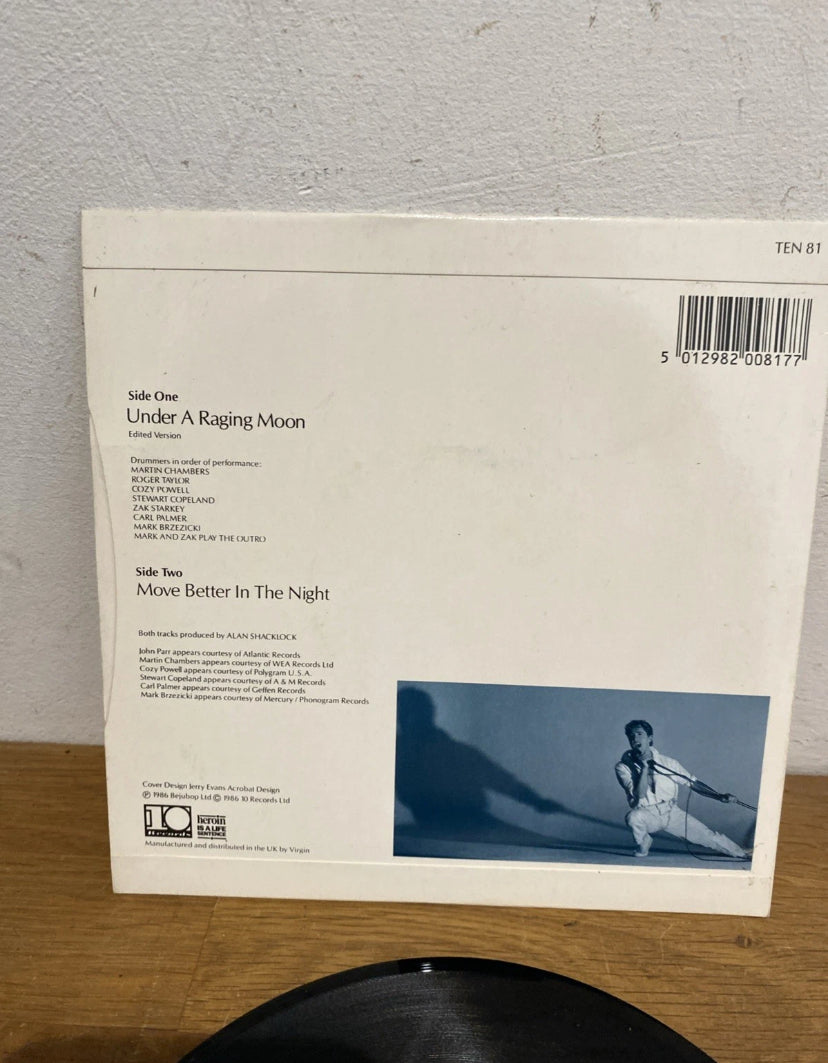 TEN 81
5 012982 008177
Side One
Under A Raging Moon
Edited Version
Drummers in order of performance:
MARTIN CHAMBERS
ROGER TAYLOR
COZY POWELL
STEWART COPELAND
ZAK STARKEY
CARL PALMER
MARK BRZEZICKI
MARK AND ZAK PLAY THE OUTRO
Side Two
Move Better In The Night
Both tracks produced by ALAN SHACKLOCK
John Parr appears courtesy of Atlantic Records
Martin Chambers appears courtesy of WEA Records Ltd
Cozy Powell appears courtesy of Polygram U.S.A.
Stewart Copeland appears courtesy of A & M Records
Carl Palmer appears courtesy of Geffen Records
Mark Brzezicki appears courtesy of Mercury / Phonogram Records
Cover Design Jerry Evans Acrobat Design
℗ 1986 Bejubop Ltd © 1986 10 Records Ltd
10
Records
heroin
IS A LIFE
SENTENCE
Manufactured and distributed in the UK by Virgin